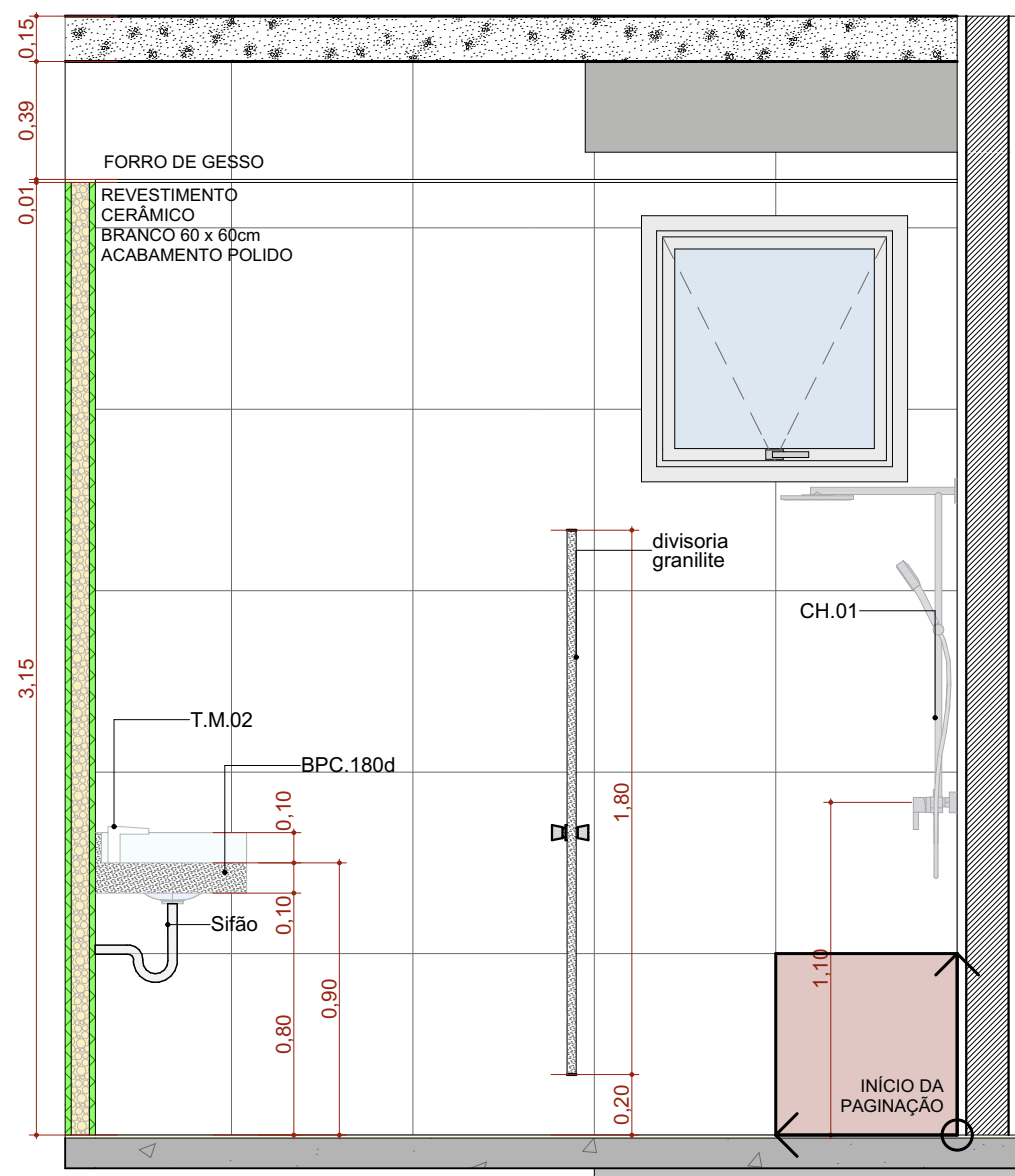 0,15
0,39
FORRO DE GESSO
0,01
REVESTIMENTO
CERÂMICO
BRANCO 60 x 60cm
ACABAMENTO POLIDO
divisoria
granilite
CH.01
3,15
T.M.02
BPC.180d
0,10
1,80
0,10
Sifão
1,10
0,90
0,80
0,20
INÍCIO DA
PAGINAÇÃO